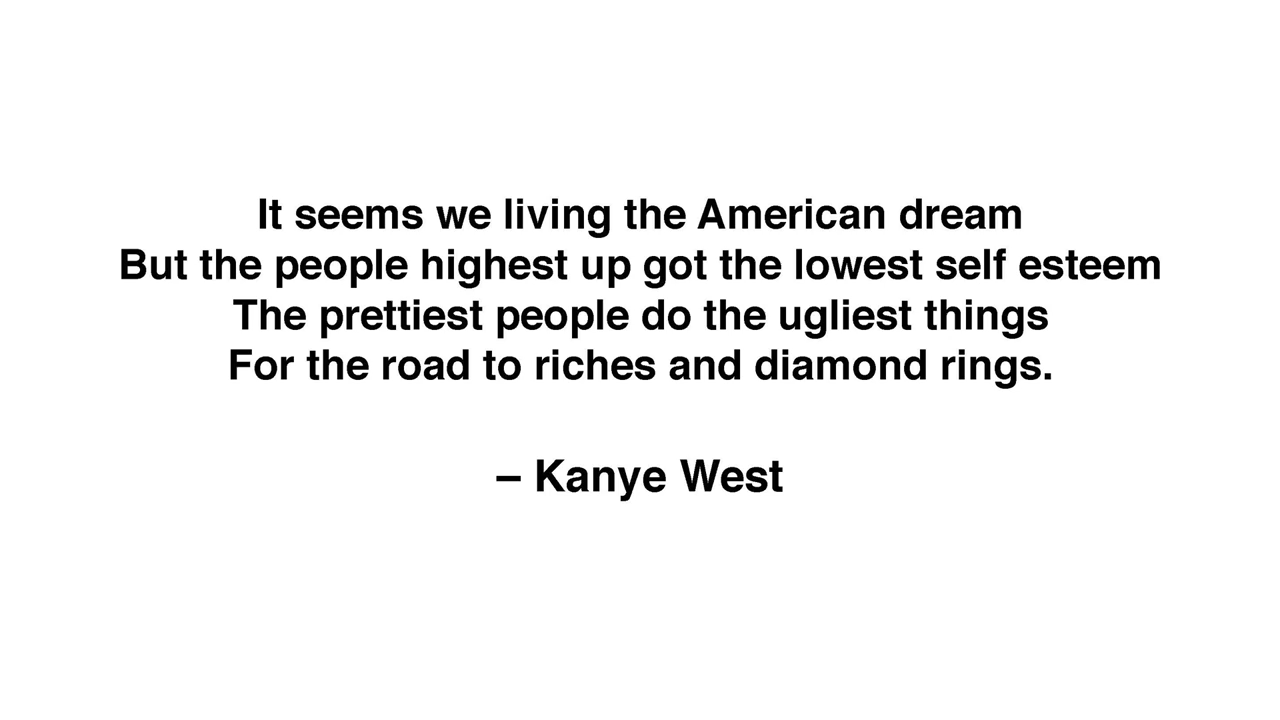 It seems we living the American dream
But the people highest up got the lowest self esteem
The prettiest people do the ugliest things
For the road to riches and diamond rings.
– Kanye West